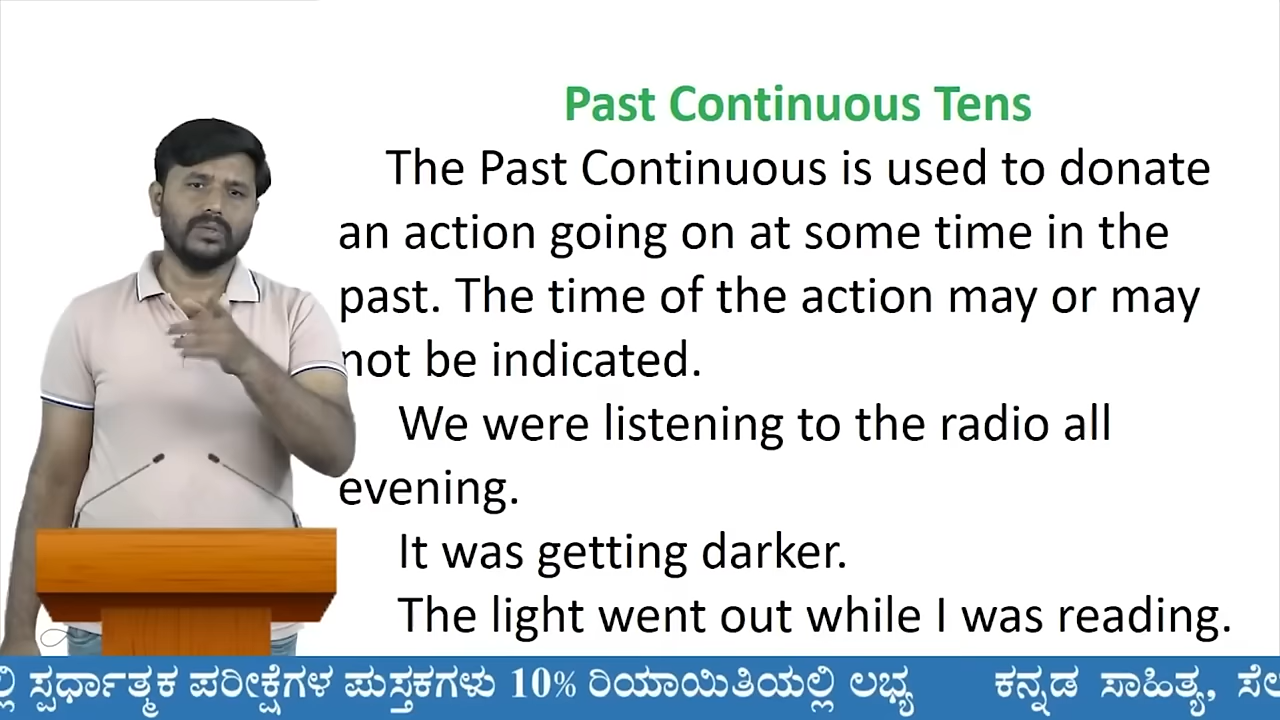 Past Continuous Tens
The Past Continuous is used to donate
an action going on at some time in the
past. The time of the action may or may
not be indicated.
We were listening to the radio all
evening.
It was getting darker.
The light went out while I was reading.
ಸ್ಪರ್ಧಾತ್ಮಕ ಪರೀಕ್ಷೆಗಳ ಪುಸ್ತಕಗಳು 10% ರಿಯಾಯಿತಿಯಲ್ಲಿ ಲಭ್ಯ ಕನ್ನಡ ಸಾಹಿತ್ಯ,